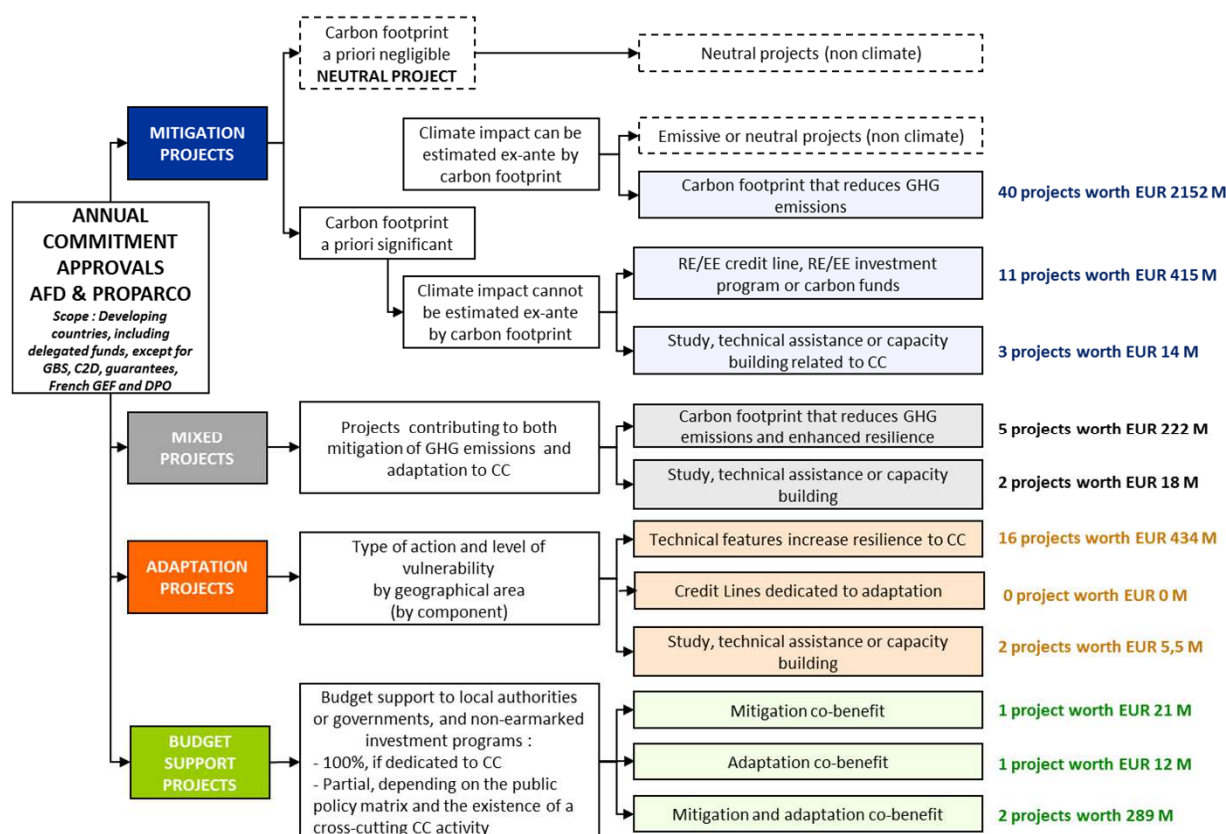 Carbon footprint
a priori negligible
NEUTRAL PROJECT
Neutral projects (non climate)
MITIGATION
PROJECTS
Climate impact can be
estimated ex-ante by
carbon footprint
Emissive or neutral projects (non climate)
Carbon footprint that reduces GHG
emissions
40 projects worth EUR 2152 M
ANNUAL
COMMITMENT
APPROVALS
AFD & PROPARCO
Scope : Developing
countries, including
delegated funds, except for
GBS, C2D, guarantees,
French GEF and DPO
Carbon footprint
a priori significant
Climate impact cannot
be estimated ex-ante
by carbon footprint
RE/EE credit line, RE/EE investment
program or carbon funds
11 projects worth EUR 415 M
Study, technical assistance or capacity
building related to CC
3 projects worth EUR 14 M
MIXED
PROJECTS
Projects contributing to both
mitigation of GHG emissions and
adaptation to CC
Carbon footprint that reduces GHG
emissions and enhanced resilience
5 projects worth EUR 222 M
Study, technical assistance or capacity
building
2 projects worth EUR 18 M
ADAPTATION
PROJECTS
Type of action and level of
vulnerability
by geographical area
(by component)
Technical features increase resilience to CC
16 projects worth EUR 434 M
Credit Lines dedicated to adaptation
0 project worth EUR 0 M
Study, technical assistance or capacity
building
2 projects worth EUR 5,5 M
BUDGET
SUPPORT
PROJECTS
Budget support to local authorities
or governments, and non-earmarked
investment programs :
- 100%, if dedicated to CC
- Partial, depending on the public
policy matrix and the existence of a
cross-cutting CC activity
Mitigation co-benefit
1 project worth EUR 21 M
Adaptation co-benefit
1 project worth EUR 12 M
Mitigation and adaptation co-benefit
2 projects worth 289 M